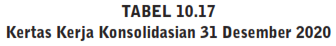 TABEL 10.17
Kertas Kerja Konsolidasian 31 Desember 2020